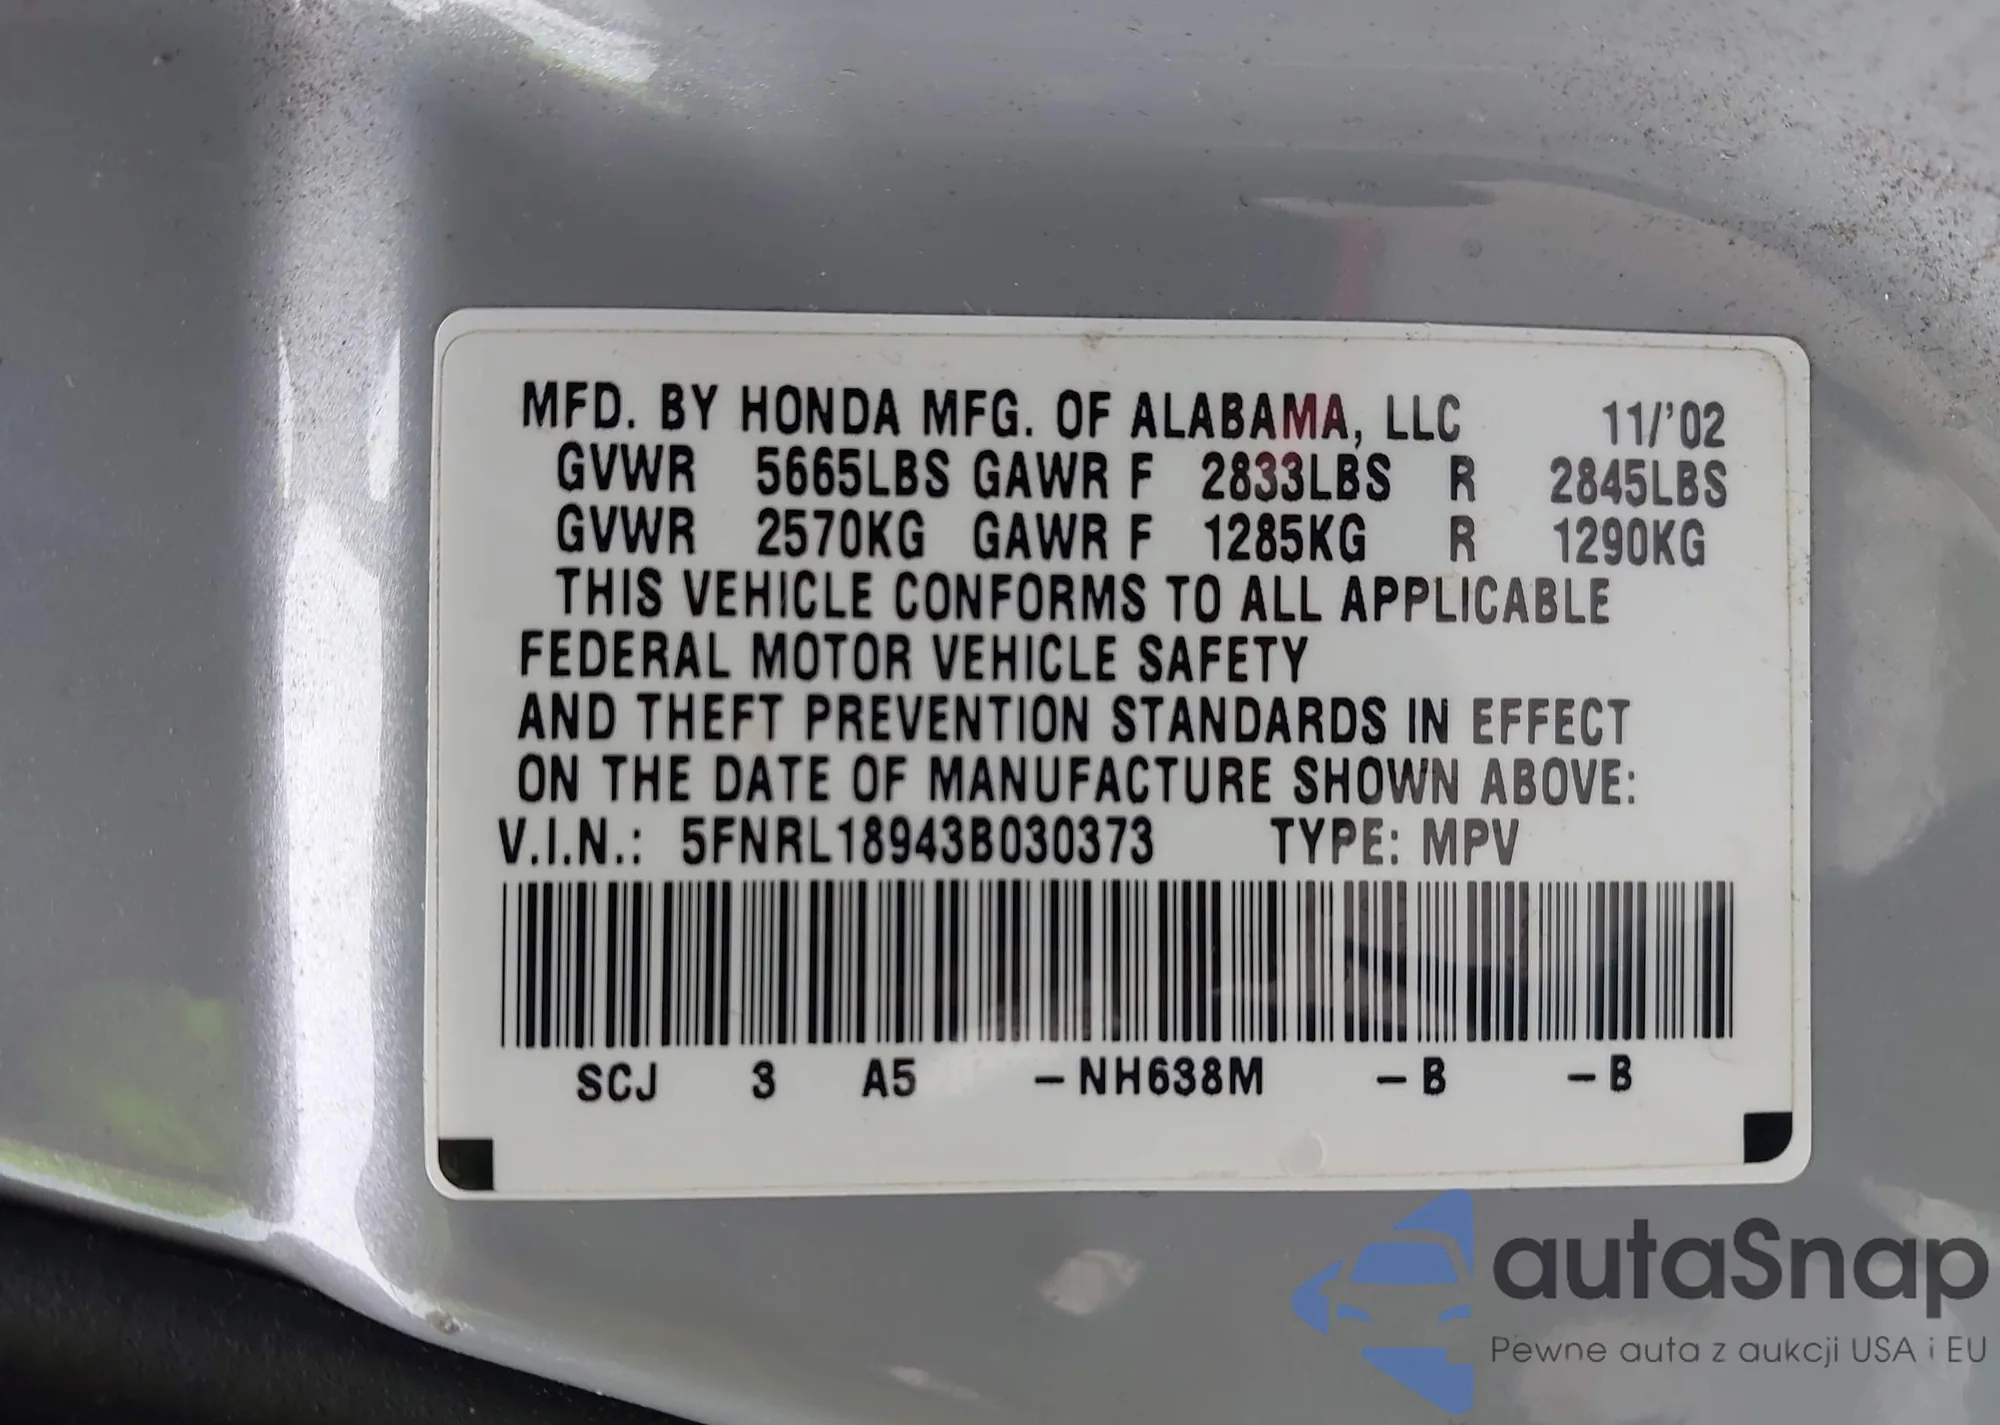 MFD. BY HONDA MFG. OF ALABAMA, LLC 11/'02
GVWR 5665LBS GAWR F 2833LBS R 2845LBS
GVWR 2570KG GAWR F 1285KG R 1290KG
THIS VEHICLE CONFORMS TO ALL APPLICABLE
FEDERAL MOTOR VEHICLE SAFETY
AND THEFT PREVENTION STANDARDS IN EFFECT
ON THE DATE OF MANUFACTURE SHOWN ABOVE:
V.I.N.: 5FNRL18943B030373 TYPE: MPV
SCJ 3 A5 -NH638M -B -B
autaSnap
Pewne auta z aukcji USA i EU